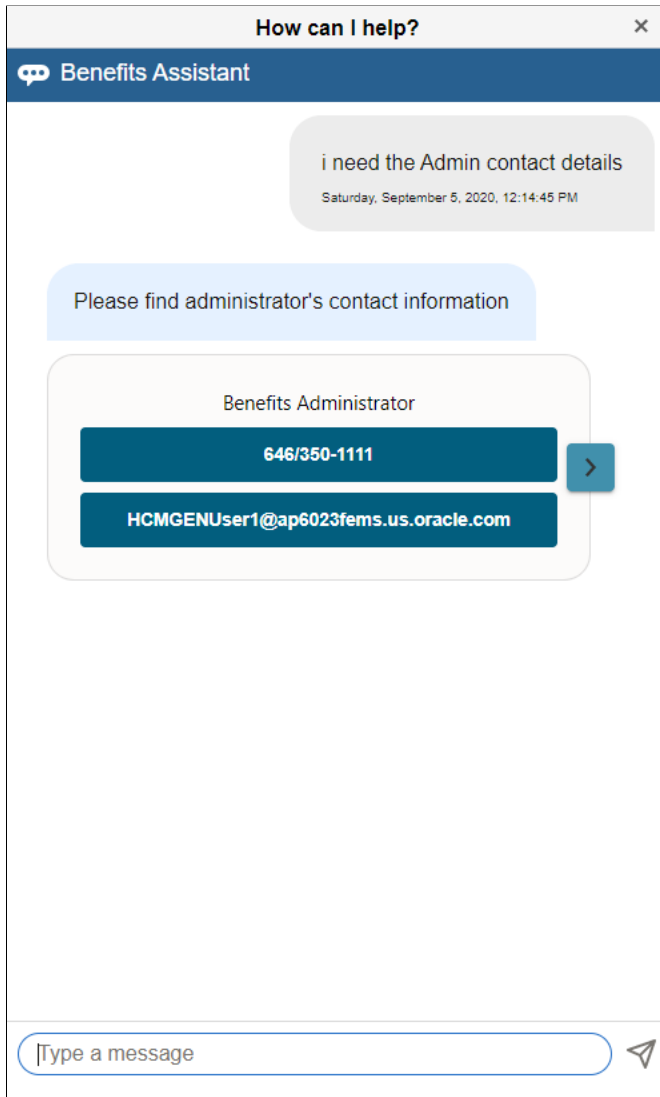 How can I help?
Benefits Assistant
i need the Admin contact details
Saturday, September 5, 2020, 12:14:45 PM
Please find administrator's contact information
Benefits Administrator
646/350-1111
HCMGENUser1@ap6023fems.us.oracle.com
Type a message